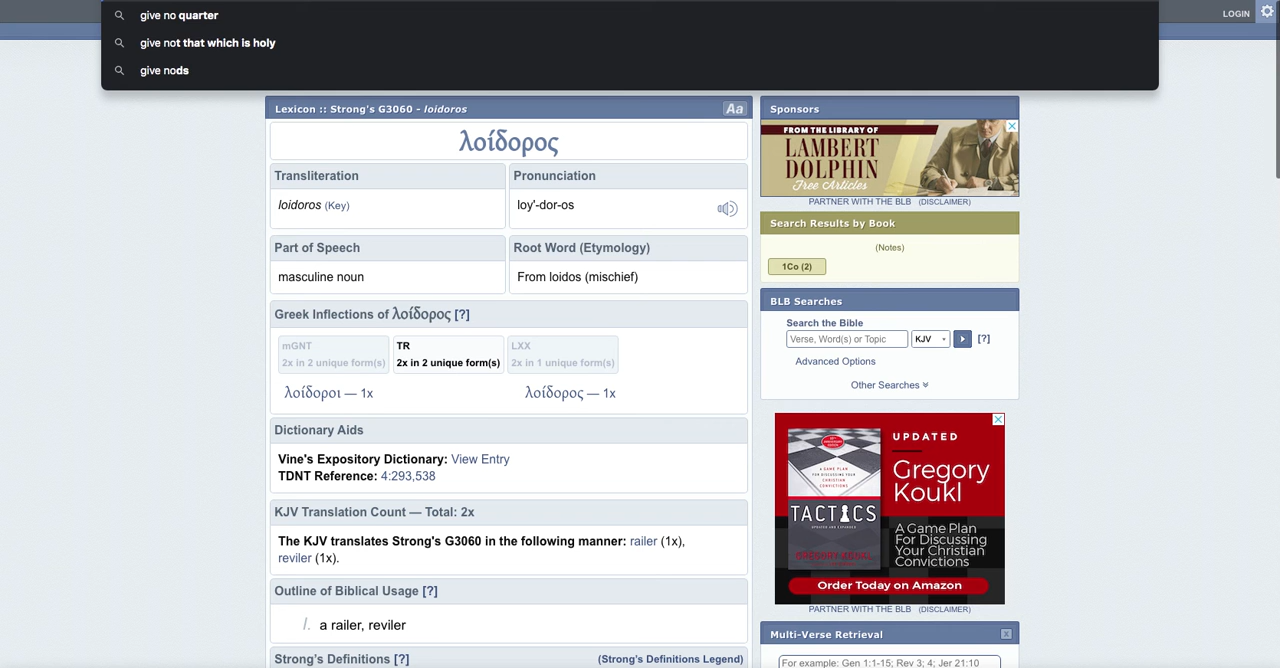 give no quarter
give not that which is holy
give nods
LOGIN
Lexicon :: Strong's G3060 - loidoros
Aa
λοίδορος
Transliteration
Pronunciation
loidoros (Key)
loy'-dor-os
Part of Speech
Root Word (Etymology)
masculine noun
From loidos (mischief)
Greek Inflections of λοίδορος [?]
mGNT
2x in 2 unique form(s)
TR
2x in 2 unique form(s)
LXX
2x in 1 unique form(s)
λοίδοροι — 1x
λοίδορος — 1x
Dictionary Aids
Vine's Expository Dictionary: View Entry
TDNT Reference: 4:293,538
KJV Translation Count — Total: 2x
The KJV translates Strong's G3060 in the following manner: railer (1x),
reviler (1x).
Outline of Biblical Usage [?]
I. a railer, reviler
Strong's Definitions [?]
(Strong's Definitions Legend)
Sponsors
FROM THE LIBRARY OF
LAMBERT
DOLPHIN
Free Articles
PARTNER WITH THE BLB (DISCLAIMER)
Search Results by Book
(Notes)
1Co (2)
BLB Searches
Search the Bible
Verse, Word(s) or Topic
KJV
[?]
Advanced Options
Other Searches
UPDATED
Gregory
Koukl
TACTICS
A Game Plan
For Discussing
Your Christian
Convictions
Order Today on Amazon
PARTNER WITH THE BLB (DISCLAIMER)
Multi-Verse Retrieval
x
For example: Gen 1:1-15; Rev 3; 4; Jer 21:10